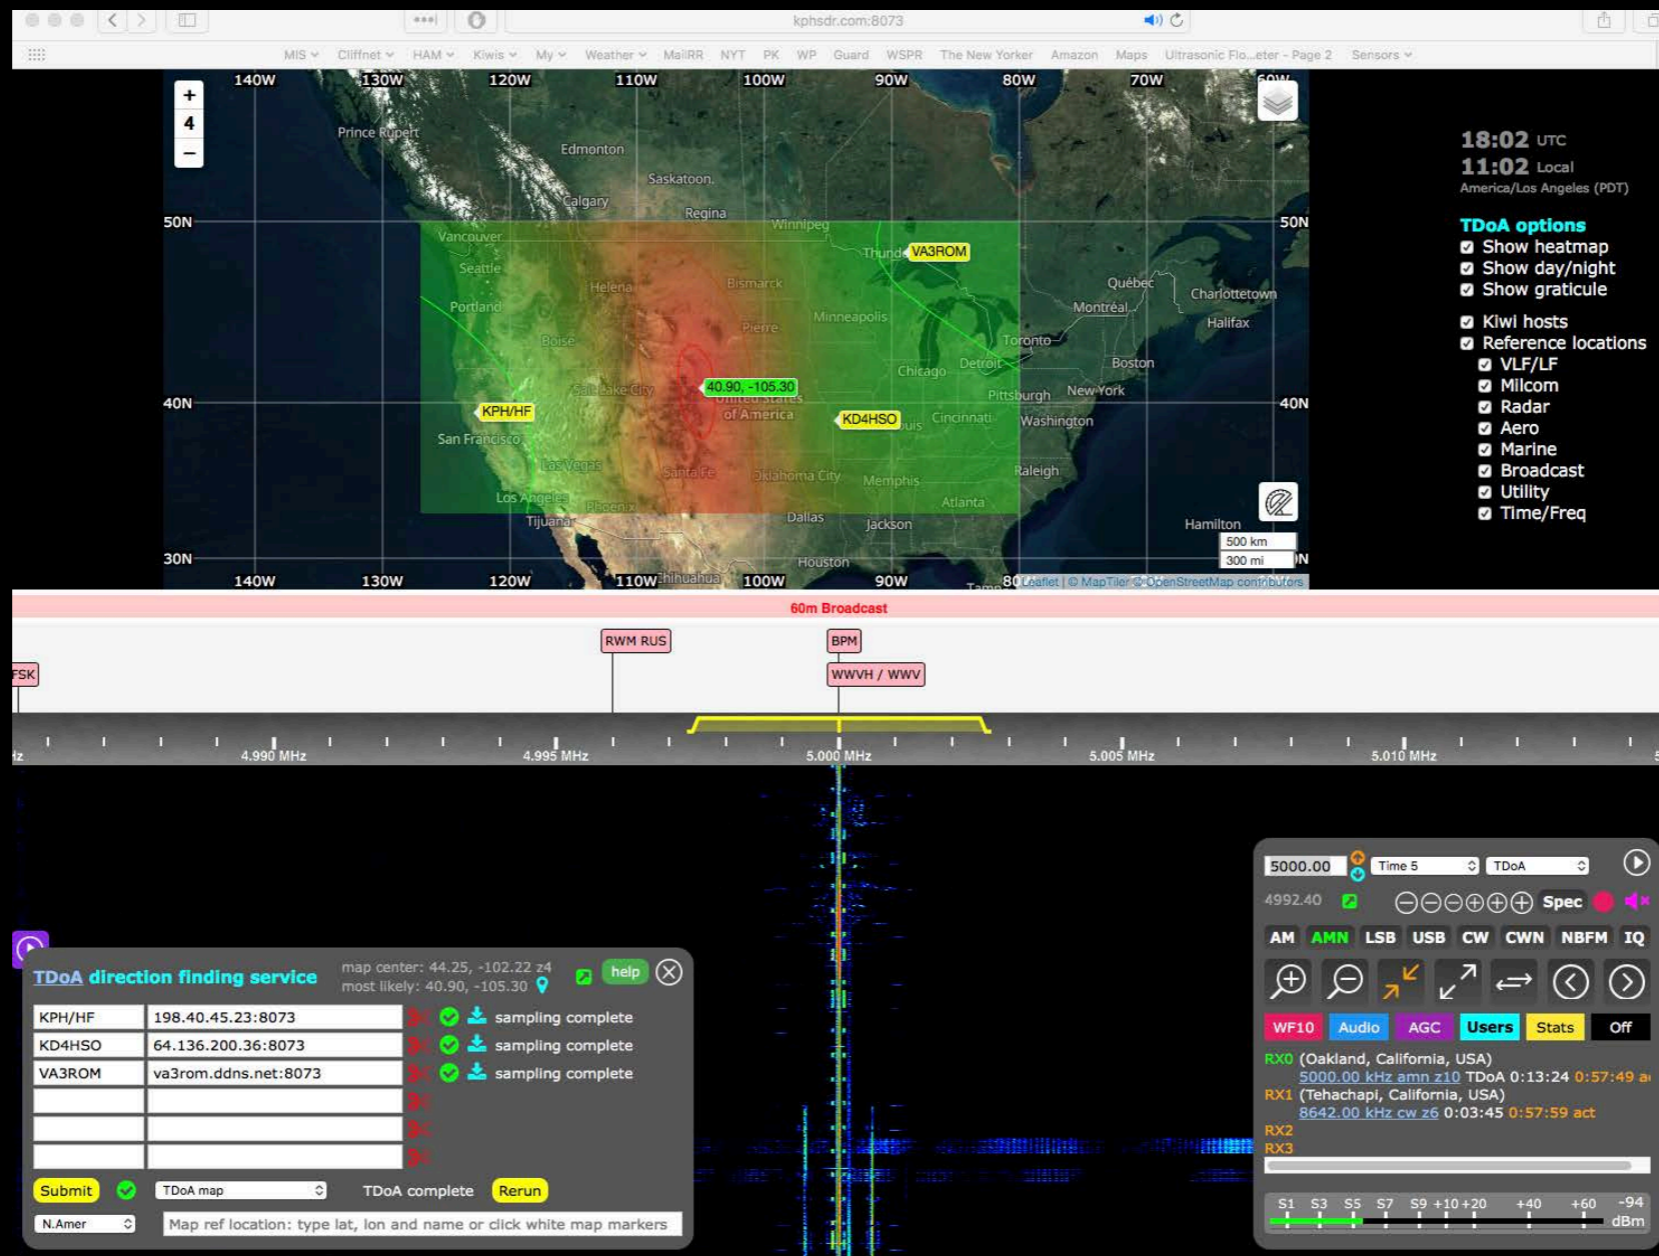 kphsdr.com:8073
MIS Cliffnet HAM Kiwis My Weather MailRR NYT PK WP Guard WSPR The New Yorker Amazon Maps Ultrasonic Flo...eter - Page 2 Sensors
140W 130W 120W 110W 100W 90W 80W 70W 60W
+
4
−
Prince Rupert
Edmonton
Saskatoon
Calgary
Regina
50N
Winnipeg
50N
Vancouver
Thund
VA3ROM
Seattle
Helena
Bismarck
Québec
Charlottetown
Portland
Montréal
Minneapolis
Pierre
Halifax
Boise
Toronto
Detroit
Boston
Chicago
40.90, -105.30
Salt Lake City
New York
Pittsburgh
United States
of America
40N
KPH/HF
KD4HSO
uis
Cincinnati
Washington
40N
San Francisco
Las Vegas
Santa Fe
Oklahoma City
Memphis
Raleigh
Los Angeles
Phoenix
Atlanta
Tijuana
Dallas
Jackson
Hamilton
500 km
300 mi
30N
Houston
N
Chihuahua
Tam
140W 130W 120W 110W 100W 90W 80
Leaflet | © MapTiler © OpenStreetMap contributors
18:02 UTC
11:02 Local
America/Los Angeles (PDT)
TDoA options
Show heatmap
Show day/night
Show graticule
Kiwi hosts
Reference locations
VLF/LF
Milcom
Radar
Aero
Marine
Broadcast
Utility
Time/Freq
60m Broadcast
RWM RUS
BPM
FSK
WWVH / WWV
Hz 4.990 MHz 4.995 MHz 5.000 MHz 5.005 MHz 5.010 MHz 5
TDoA direction finding service
map center: 44.25, -102.22 z4
most likely: 40.90, -105.30
help
KPH/HF 198.40.45.23:8073 sampling complete
KD4HSO 64.136.200.36:8073 sampling complete
VA3ROM va3rom.ddns.net:8073 sampling complete
Submit TDoA map TDoA complete Rerun
N.Amer Map ref location: type lat, lon and name or click white map markers
5000.00 Time 5 TDoA
4992.40 Spec
AM AMN LSB USB CW CWN NBFM IQ
WF10 Audio AGC Users Stats Off
RX0 (Oakland, California, USA)
5000.00 kHz amn z10 TDoA 0:13:24 0:57:49 a
RX1 (Tehachapi, California, USA)
8642.00 kHz cw z6 0:03:45 0:57:59 act
RX2
RX3
S1 S3 S5 S7 S9 +10 +20 +40 +60 -94
dBm